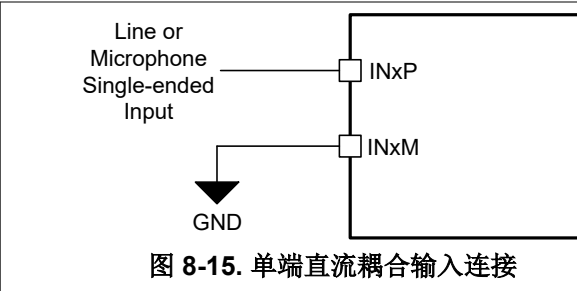 Line or
Microphone
Single-ended
Input
INxP
INxM
GND
图 8-15. 单端直流耦合输入连接